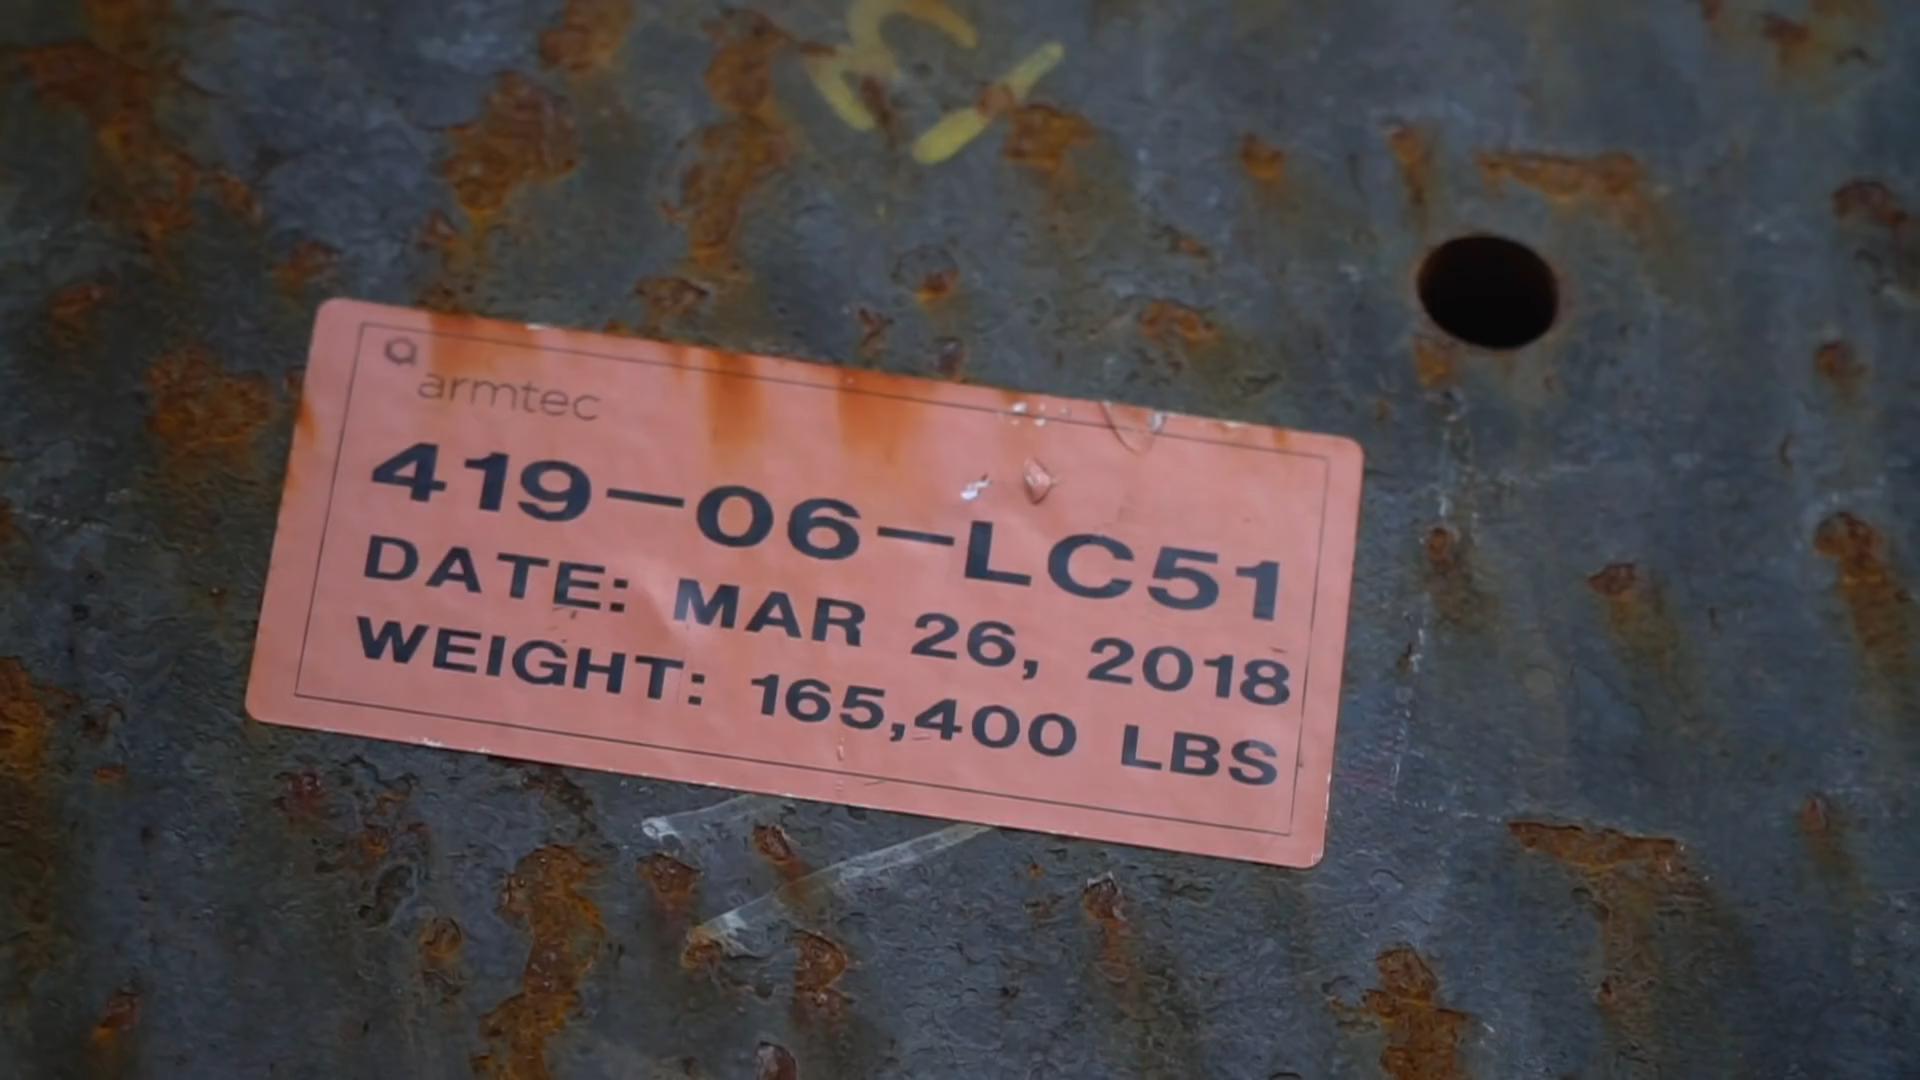 a
armtec
419-06-LC51
DATE: MAR 26, 2018
WEIGHT: 165,400 LBS